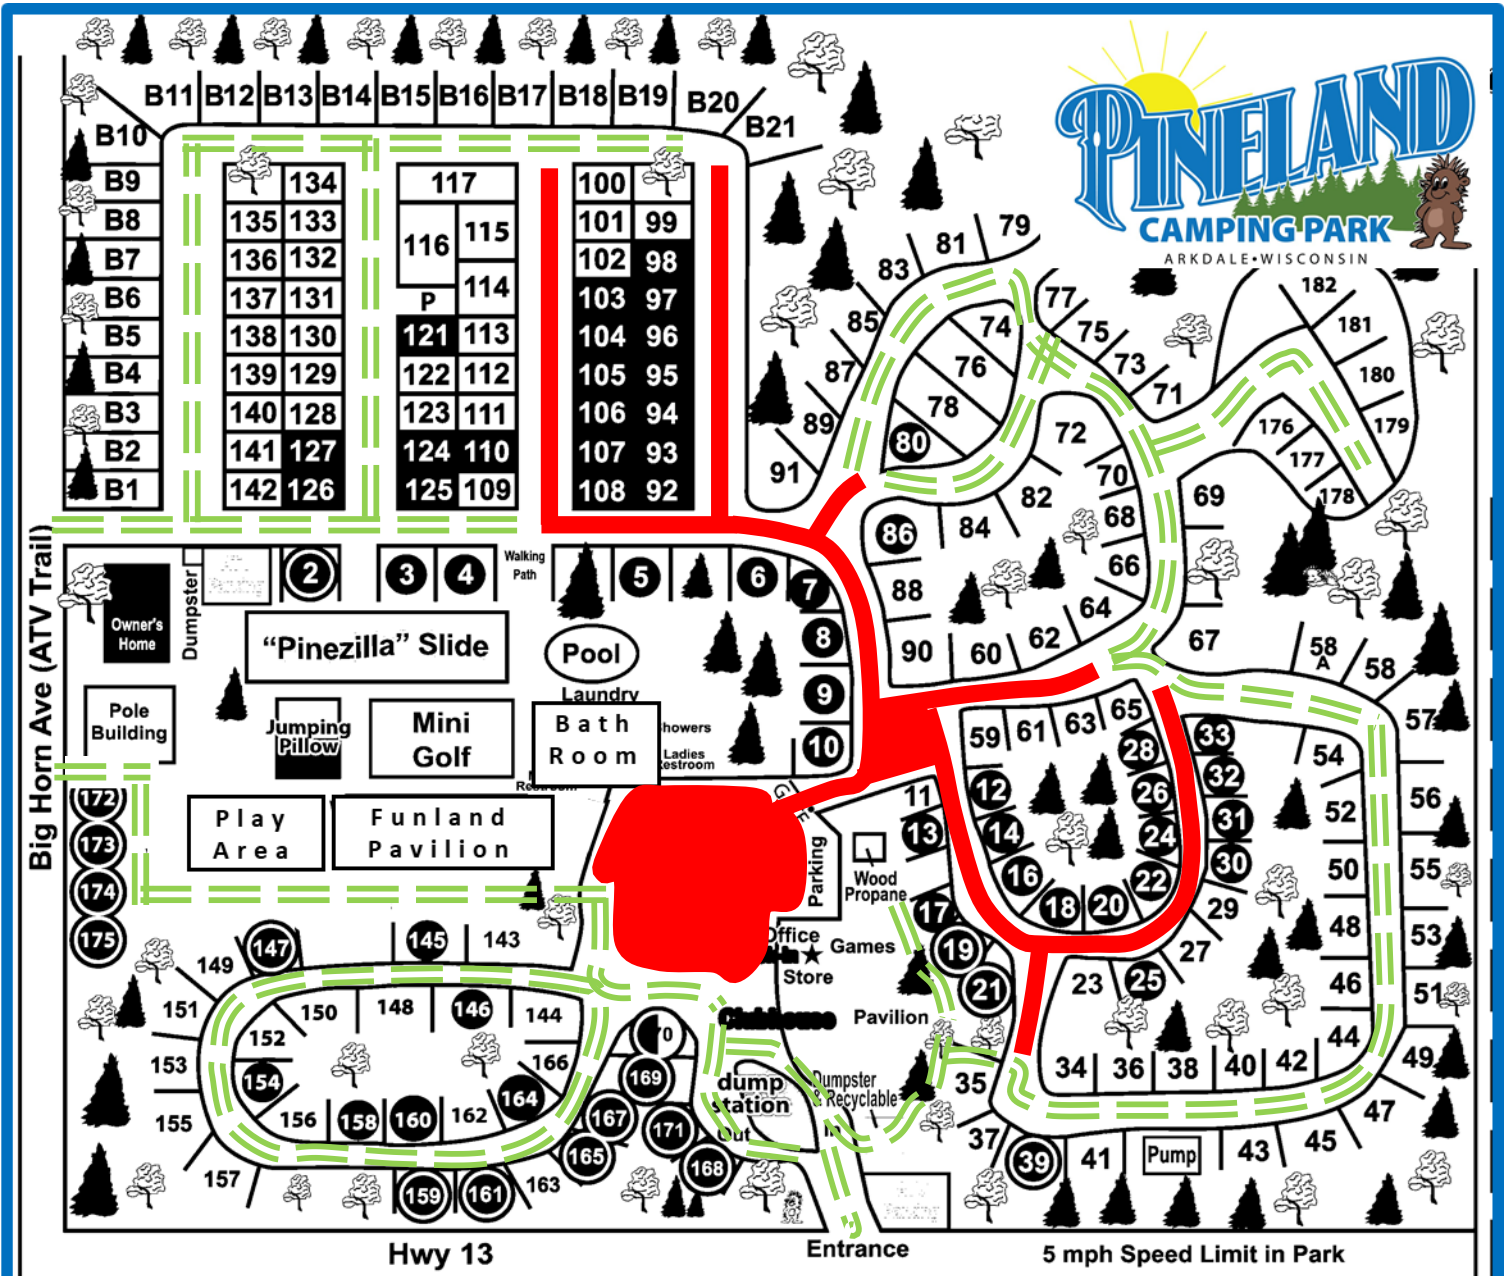 B11 B12 B13 B14 B15 B16 B17 B18 B19 B20
B10 B21
PINELAND
CAMPING PARK
ARKDALE•WISCONSIN
B9 134 117 100
B8 135 133 116 115 101 99
B7 136 132 102 98
B6 137 131 P 114 103 97
B5 138 130 121 113 104 96
B4 139 129 122 112 105 95
B3 140 128 123 111 106 94
B2 141 127 124 110 107 93
B1 142 126 125 109 108 92
79
81
83
85
87
89
91
77
75
73
71
74
76
78
80
72
70
82
84
86
68
66
64
88
90
60
62
69
67
182
181
180
179
176
177
178
58
A
58
57
Big Horn Ave (ATV Trail)
Owner's
Home
Dumpster
2 3 4
Walking
Path
5 6 7
8
9
10
"Pinezilla" Slide
Pool
Laundry
Pole
Building
Jumping
Pillow
Mini
Golf
Bath
Room
Showers
Ladies
Restroom
Play
Area
Funland
Pavilion
172
173
174
175
59 61 63 65
28
26
24
22
20
18
16
14
12
11
13
33
32
31
30
29
27
25
23
54
52
50
48
46
44
56
55
53
51
49
47
Parking
Wood
Propane
17
19
21
Office
Games
Store
Clubhouse
Pavilion
149
147
145
143
151
150
148
146
144
152
153
154
155
156
158
160
162
164
166
157
159
161
163
165
167
169
171
168
dump
station
Out
In
Dumpster
& Recyclable
35
34 36 38 40 42
37
39
41
Pump
43
45
Hwy 13
Entrance
5 mph Speed Limit in Park